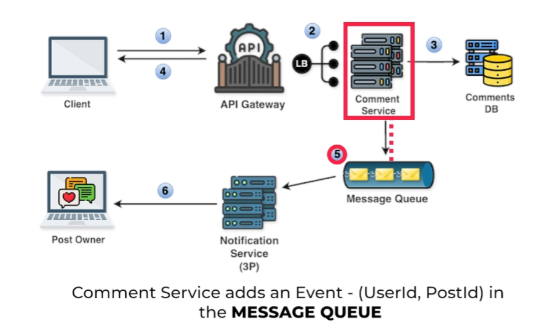 1
2
3
4
5
6
API
LB
Client
API Gateway
Comment
Service
Comments
DB
Message Queue
Post Owner
Notification
Service
(3P)
Comment Service adds an Event - (UserId, PostId) in
the MESSAGE QUEUE